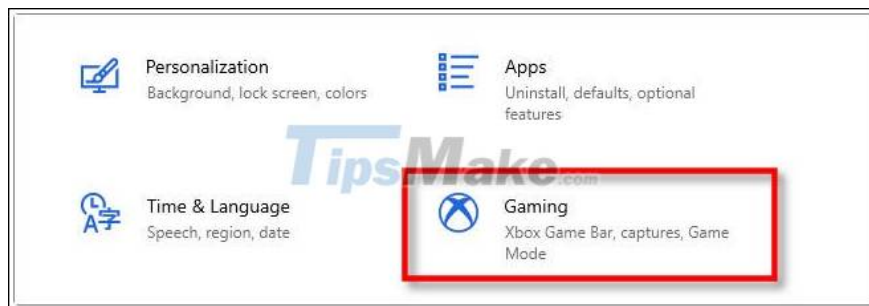 Personalization
Background, lock screen, colors
Apps
Uninstall, defaults, optional
features
TipsMake.com
Time & Language
Speech, region, date
Gaming
Xbox Game Bar, captures, Game
Mode